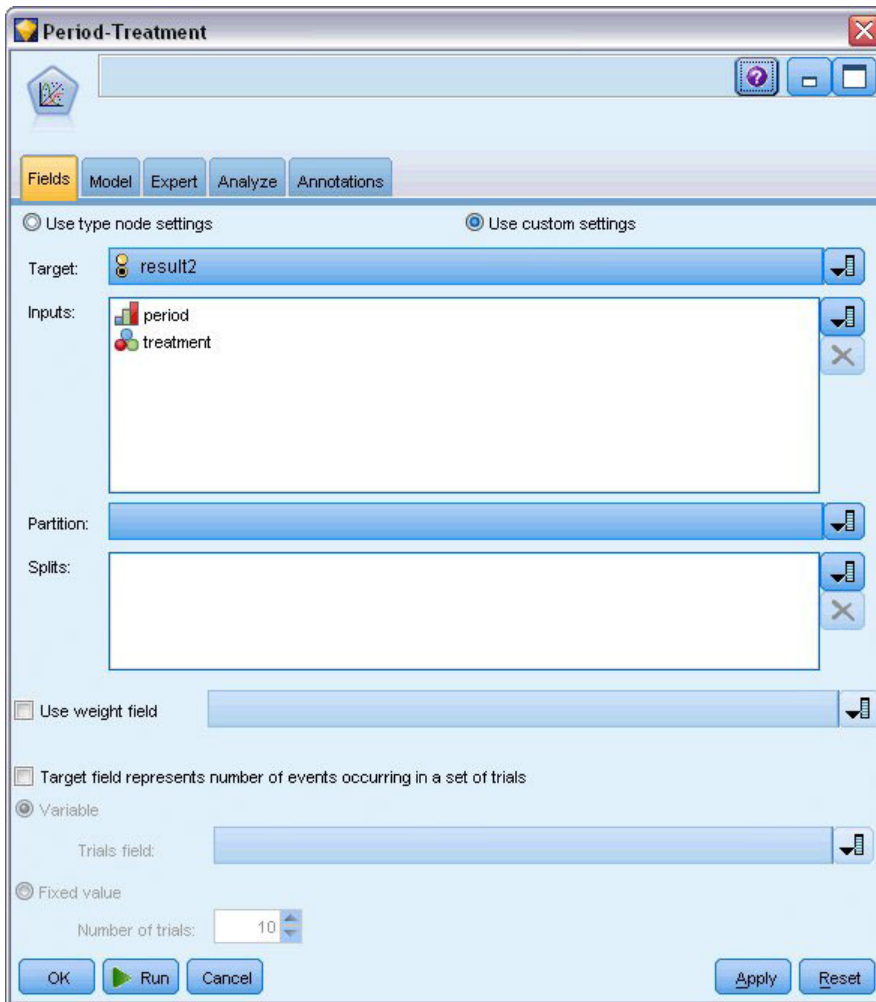 Period-Treatment
Fields Model Expert Analyze Annotations
Use type node settings Use custom settings
Target: result2
Inputs: period
treatment
Partition:
Splits:
Use weight field
Target field represents number of events occurring in a set of trials
Variable
Trials field:
Fixed value
Number of trials: 10
OK Run Cancel Apply Reset